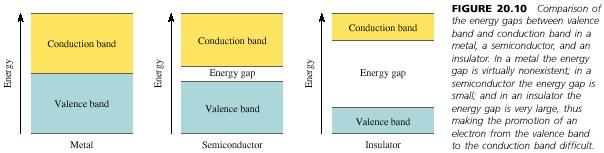 Energy
Conduction band
Valence band
Metal
Energy
Conduction band
Energy gap
Valence band
Semiconductor
Energy
Conduction band
Energy gap
Valence band
Insulator
FIGURE 20.10 Comparison of
the energy gaps between valence
band and conduction band in a
metal, a semiconductor, and an
insulator. In a metal the energy
gap is virtually nonexistent; in a
semiconductor the energy gap is
small; and in an insulator the
energy gap is very large, thus
making the promotion of an
electron from the valence band
to the conduction band difficult.